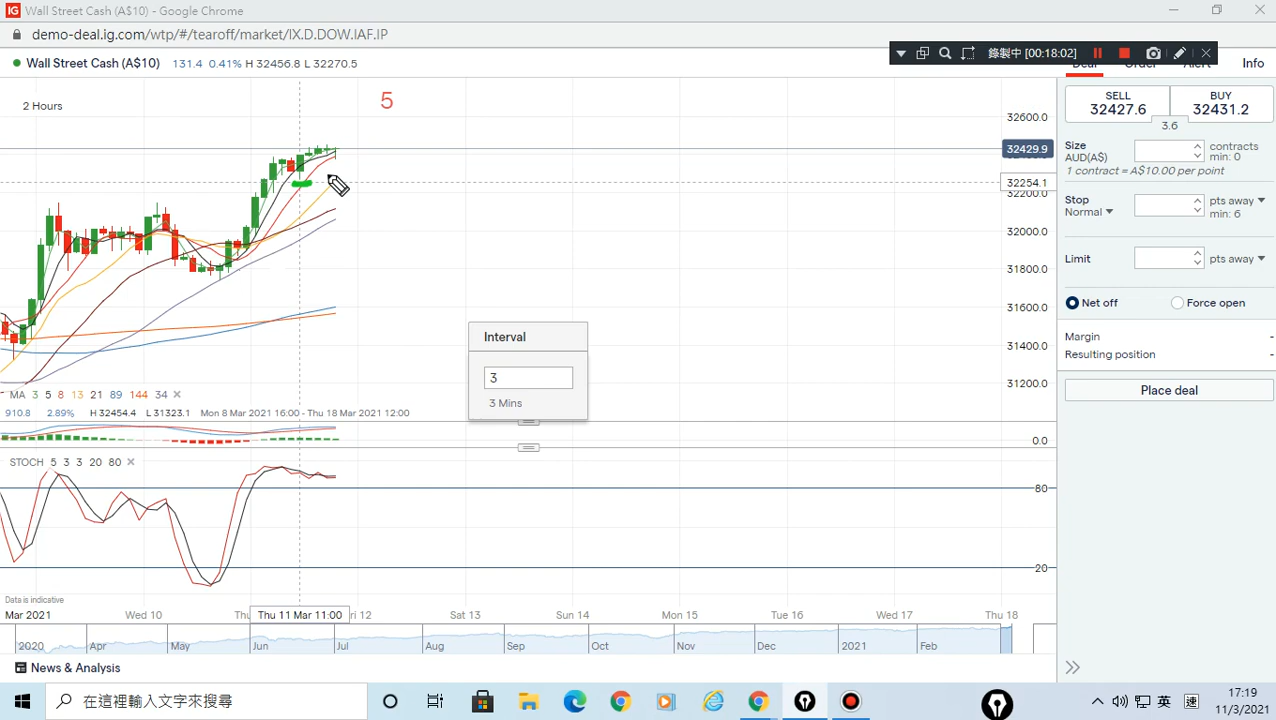 IG Wall Street Cash (A$10) - Google Chrome
demo-deal.ig.com/wtp/#/tearoff/market/IX.D.DOW.IAF.IP
Wall Street Cash (A$10) 131.4 0.41% H 32456.8 L 32270.5
錄製中 [00:18:02]
Info
2 Hours
5
32600.0
32429.9
32254.1
32200.0
32000.0
31800.0
31600.0
31400.0
31200.0
SELL
32427.6
BUY
32431.2
3.6
Size
AUD(A$)
contracts
min: 0
1 contract = A$10.00 per point
Stop
Normal
pts away
min: 6
Limit
pts away
Net off
Force open
Margin -
Resulting position -
Place deal
Interval
3
3 Mins
MA 3 5 8 13 21 89 144 34
910.8 2.89% H 32454.4 L 31323.1 Mon 8 Mar 2021 16:00 - Thu 18 Mar 2021 12:00
0.0
STOCH 5 3 3 20 80
80
20
Data is indicative
Mar 2021 Wed 10 Thu 11 Mar 11:00 Sat 13 Sun 14 Mon 15 Tue 16 Wed 17 Thu 18
2020 Apr May Jun Jul Aug Sep Oct Nov Dec 2021 Feb
News & Analysis
在這裡輸入文字來搜尋
英
17:19
11/3/2021